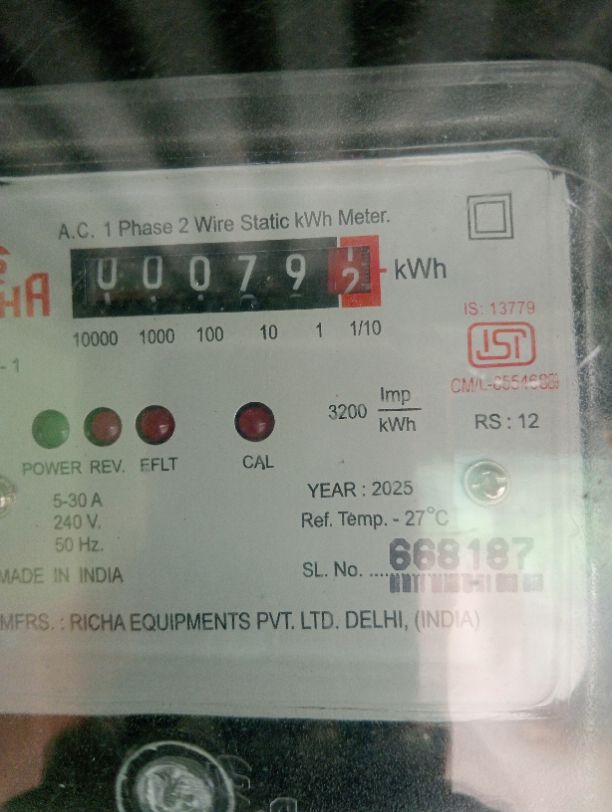 A.C. 1 Phase 2 Wire Static kWh Meter.
HA
0 0 0 7 9 2 kWh
10000 1000 100 10 1 1/10
IS: 13779
ISI
- 1
3200 Imp/kWh
RS : 12
POWER REV. EFLT CAL
5-30 A
240 V.
50 Hz.
YEAR : 2025
Ref. Temp. - 27°C
MADE IN INDIA
SL. No. ....668187
MFRS. : RICHA EQUIPMENTS PVT. LTD. DELHI, (INDIA)